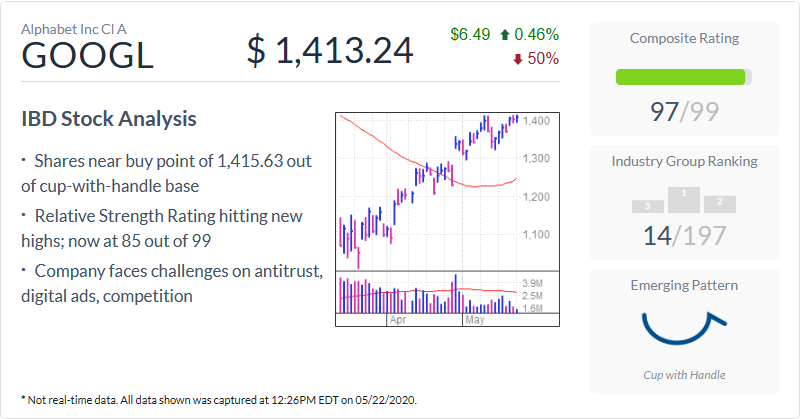 Alphabet Inc Cl A
GOOGL
$ 1,413.24
$6.49 0.46%
50%
IBD Stock Analysis
· Shares near buy point of 1,415.63 out
of cup-with-handle base
· Relative Strength Rating hitting new
highs; now at 85 out of 99
· Company faces challenges on antitrust,
digital ads, competition
1,400
1,300
1,200
1,100
3.9M
2.5M
1.6M
Apr May
Composite Rating
97/99
Industry Group Ranking
3 1 2
14/197
Emerging Pattern
Cup with Handle
* Not real-time data. All data shown was captured at 12:26PM EDT on 05/22/2020.